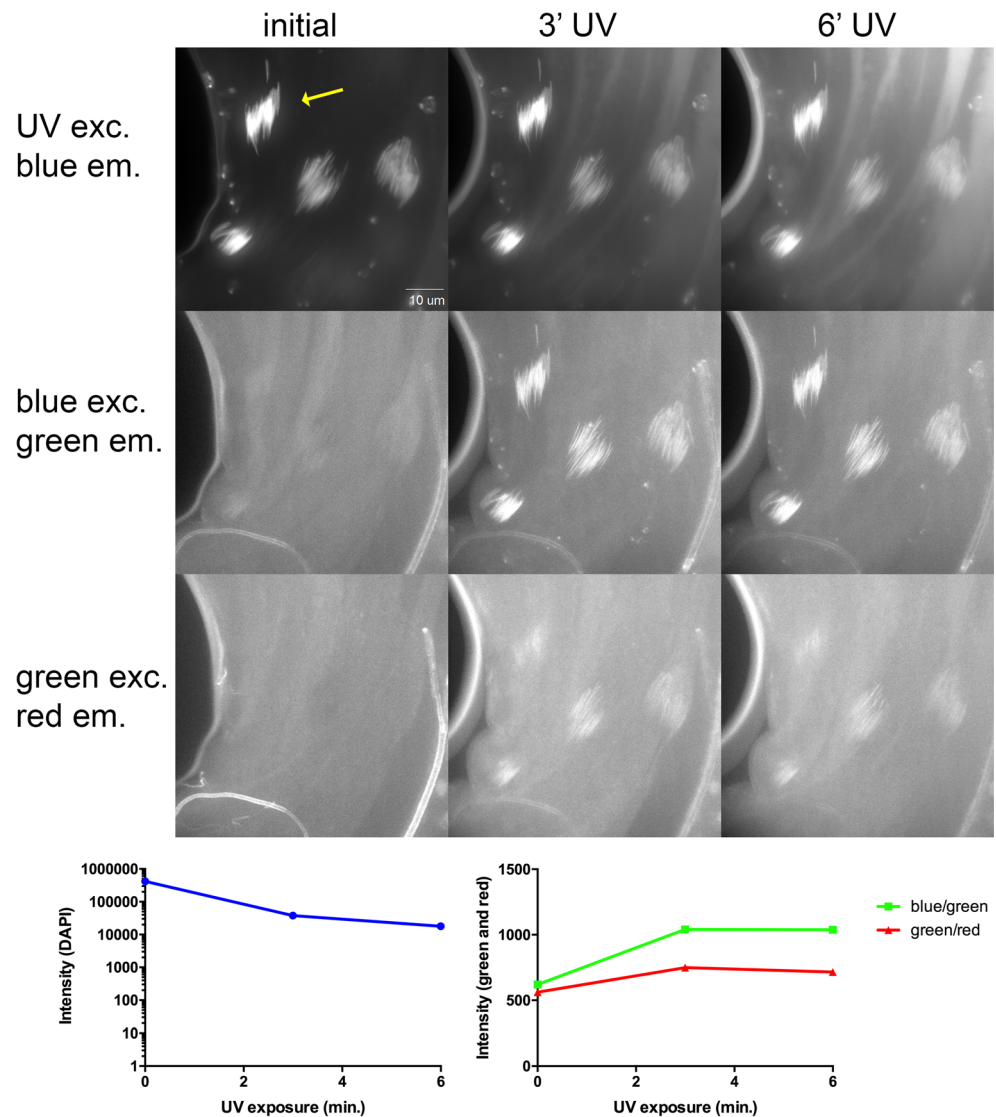 initial
3’ UV
6’ UV
UV exc.
blue em.
10 um
blue exc.
green em.
green exc.
red em.
1000000
100000
10000
1000
100
10
1
Intensity (DAPI)
0
2
4
6
UV exposure (min.)
1500
1000
500
0
Intensity (green and red)
0
2
4
6
UV exposure (min.)
blue/green
green/red